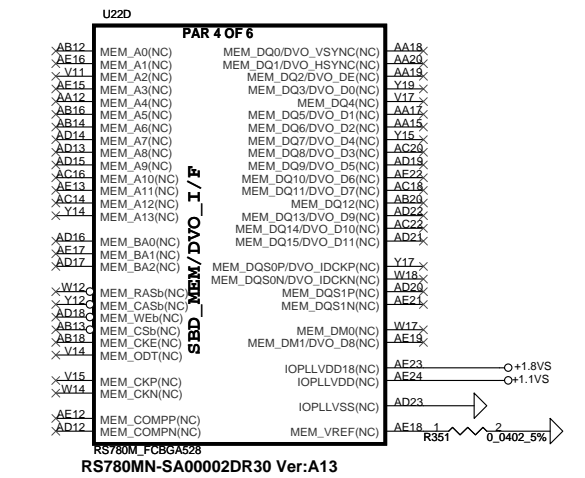 U22D
PAR 4 OF 6
AB12 MEM_A0(NC) MEM_DQ0/DVO_VSYNC(NC) AA18
AE16 MEM_A1(NC) MEM_DQ1/DVO_HSYNC(NC) AA20
V11 MEM_A2(NC) MEM_DQ2/DVO_DE(NC) AA19
AE15 MEM_A3(NC) MEM_DQ3/DVO_D0(NC) Y19
AA12 MEM_A4(NC) MEM_DQ4(NC) V17
AB16 MEM_A5(NC) MEM_DQ5/DVO_D1(NC) AA17
AB14 MEM_A6(NC) MEM_DQ6/DVO_D2(NC) AA15
AD14 MEM_A7(NC) MEM_DQ7/DVO_D4(NC) Y15
AD13 MEM_A8(NC) MEM_DQ8/DVO_D3(NC) AC20
AD15 MEM_A9(NC) MEM_DQ9/DVO_D5(NC) AD19
AC16 MEM_A10(NC) MEM_DQ10/DVO_D6(NC) AE22
AE13 MEM_A11(NC) MEM_DQ11/DVO_D7(NC) AC18
AC14 MEM_A12(NC) MEM_DQ12(NC) AB20
Y14 MEM_A13(NC) MEM_DQ13/DVO_D9(NC) AD22
MEM_DQ14/DVO_D10(NC) AC22
AD16 MEM_BA0(NC) MEM_DQ15/DVO_D11(NC) AD21
AE17 MEM_BA1(NC)
AD17 MEM_BA2(NC) MEM_DQS0P/DVO_IDCKP(NC) Y17
MEM_DQS0N/DVO_IDCKN(NC) W18
W12 MEM_RASb(NC) MEM_DQS1P(NC) AD20
Y12 MEM_CASb(NC) MEM_DQS1N(NC) AE21
AD18 MEM_WEb(NC)
AB13 MEM_CSb(NC) MEM_DM0(NC) W17
AB18 MEM_CKE(NC) MEM_DM1/DVO_D8(NC) AE19
V14 MEM_ODT(NC)
IOPLLVDD18(NC) AE23 +1.8VS
V15 MEM_CKP(NC) IOPLLVDD(NC) AE24 +1.1VS
W14 MEM_CKN(NC)
IOPLLVSS(NC) AD23
AE12 MEM_COMPP(NC)
AD12 MEM_COMPN(NC) MEM_VREF(NC) AE18 1 2
R351 0_0402_5%
SBD_MEM/DVO_I/F
RS780M_FCBGA528
RS780MN-SA00002DR30 Ver:A13